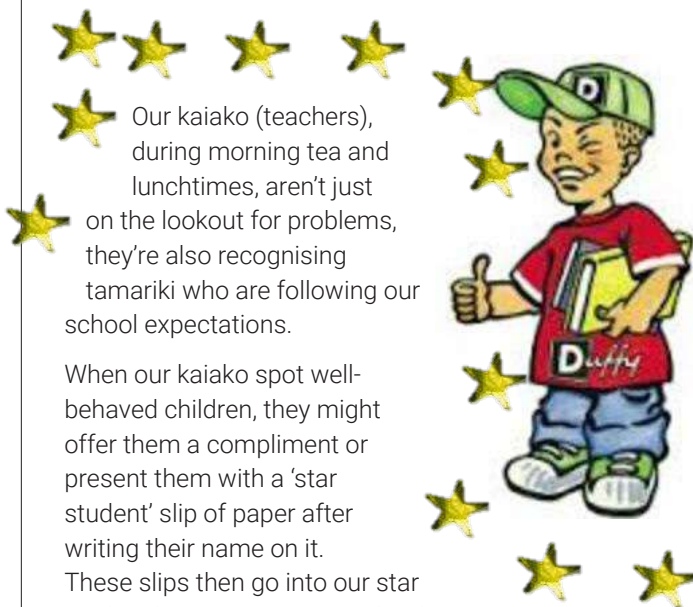 Our kaiako (teachers),
during morning tea and
lunchtimes, aren’t just
on the lookout for problems,
they’re also recognising
tamariki who are following our
school expectations.
When our kaiako spot well-
behaved children, they might
offer them a compliment or
present them with a ‘star
student’ slip of paper after
writing their name on it.
These slips then go into our star
D
Duffy